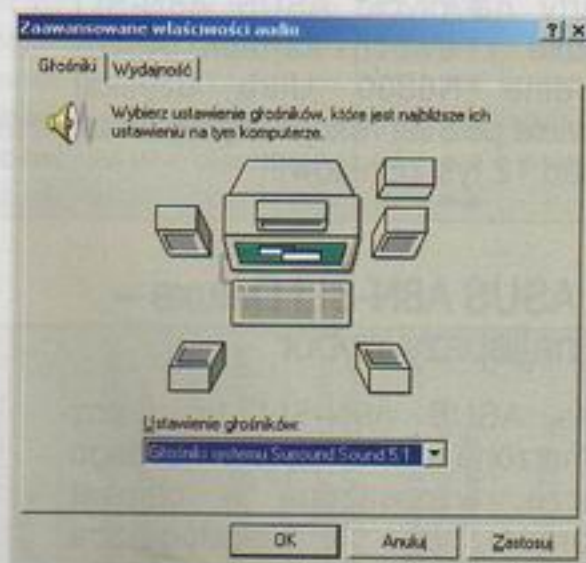 Zaawansowane właściwości audio
Głośniki
Wydajność
Wybierz ustawienie głośników, które jest najbliższe ich
ustawieniu na tym komputerze.
Ustawienie głośników:
Głośniki systemu Suround Sound 5.1
OK
Anuluj
Zastosuj